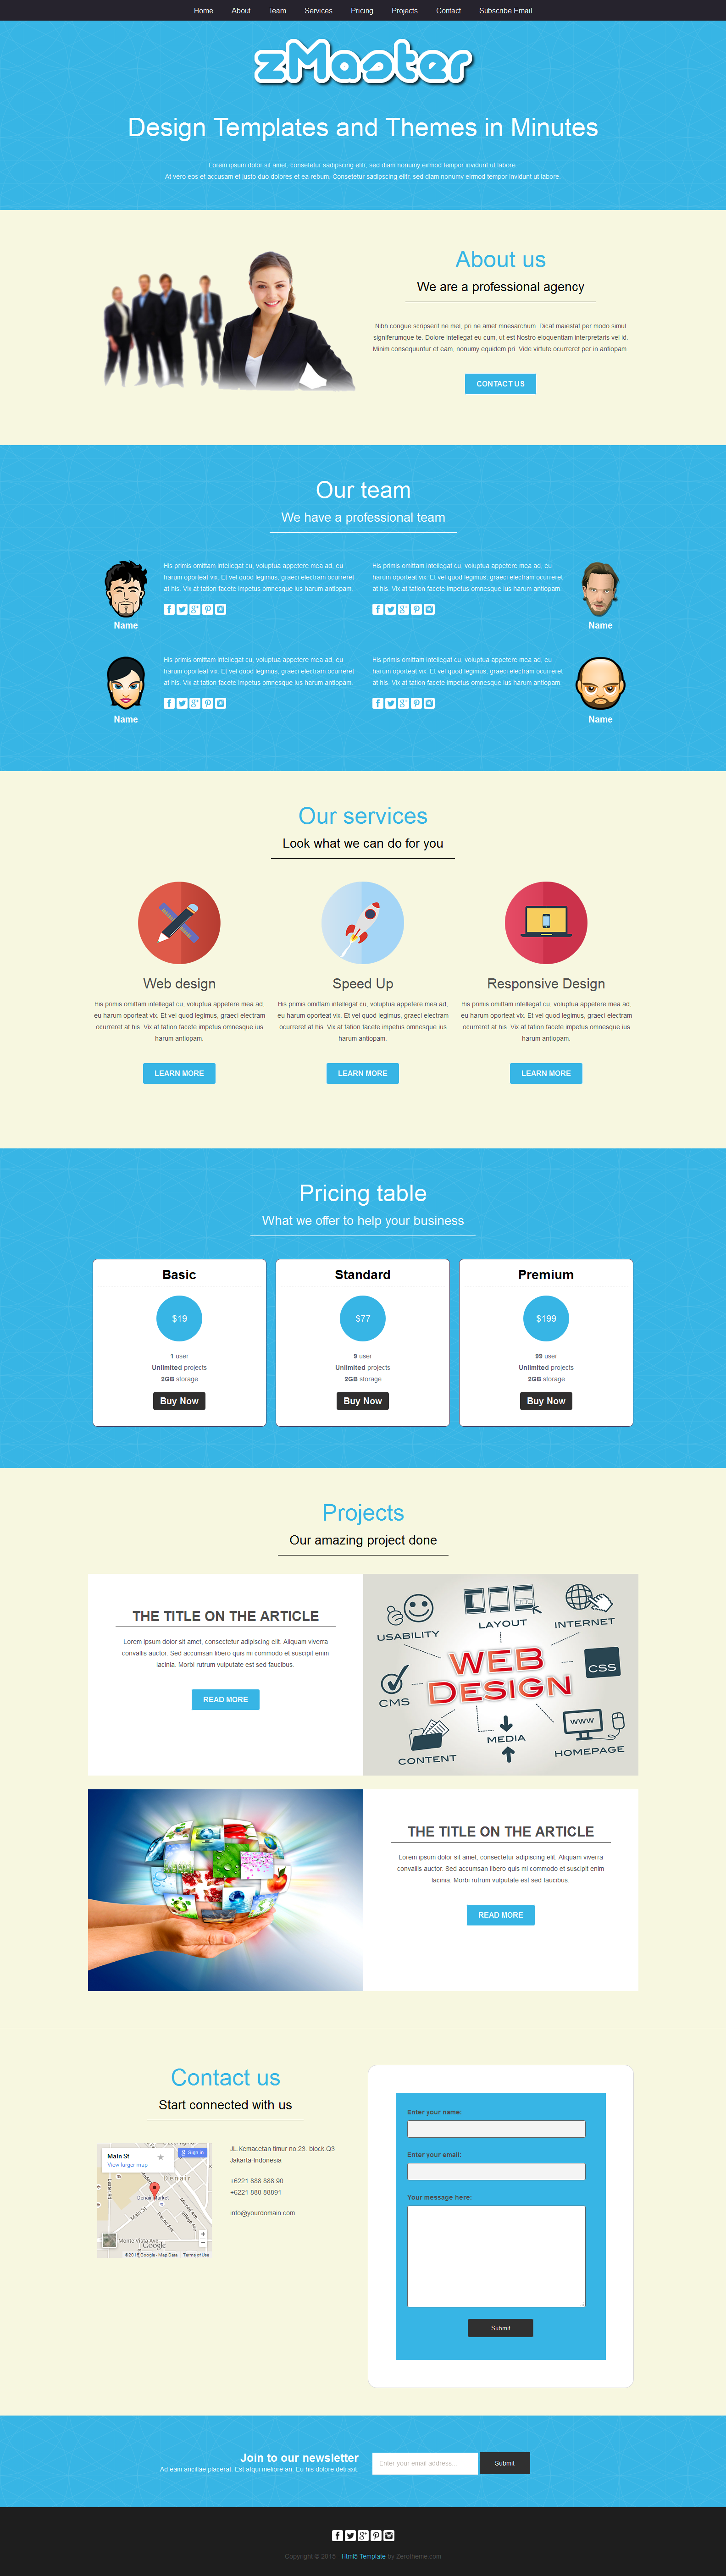 Home About Team Services Pricing Projects Contact Subscribe Email
zMaster
Design Templates and Themes in Minutes
Lorem ipsum dolor sit amet, consetetur sadipscing elitr, sed diam nonumy eirmod tempor invidunt ut labore.
At vero eos et accusam et justo duo dolores et ea rebum. Consetetur sadipscing elitr, sed diam nonumy eirmod tempor invidunt ut labore
About us
We are a professional agency
Nibh congue scripserit ne mel, pri ne amet mnesarchum. Dicat maiestat per modo simul
signiferumque te. Dolore intellegat eu cum, ut est Nostro eloquentiam interpretaris vel id.
Minim consequuntur et eam, nonumy equidem pri. Vide virtute ocurreret per in antiopam.
CONTACT US
Our team
We have a professional team
His primis omittam intellegat cu, voluptua appetere mea ad, eu
harum oporteat vix. Et vel quod legimus, graeci electram ocurreret
at his. Vix at tation facete impetus omnesque ius harum antiopam.
Name
His primis omittam intellegat cu, voluptua appetere mea ad, eu
harum oporteat vix. Et vel quod legimus, graeci electram ocurreret
at his. Vix at tation facete impetus omnesque ius harum antiopam.
Name
His primis omittam intellegat cu, voluptua appetere mea ad, eu
harum oporteat vix. Et vel quod legimus, graeci electram ocurreret
at his. Vix at tation facete impetus omnesque ius harum antiopam.
Name
His primis omittam intellegat cu, voluptua appetere mea ad, eu
harum oporteat vix. Et vel quod legimus, graeci electram ocurreret
at his. Vix at tation facete impetus omnesque ius harum antiopam.
Name
Our services
Look what we can do for you
Web design
His primis omittam intellegat cu, voluptua appetere mea ad,
eu harum oporteat vix. Et vel quod legimus, graeci electram
ocurreret at his. Vix at tation facete impetus omnesque ius
harum antiopam.
LEARN MORE
Speed Up
His primis omittam intellegat cu, voluptua appetere mea ad,
eu harum oporteat vix. Et vel quod legimus, graeci electram
ocurreret at his. Vix at tation facete impetus omnesque ius
harum antiopam.
LEARN MORE
Responsive Design
His primis omittam intellegat cu, voluptua appetere mea ad,
eu harum oporteat vix. Et vel quod legimus, graeci electram
ocurreret at his. Vix at tation facete impetus omnesque ius
harum antiopam.
LEARN MORE
Pricing table
What we offer to help your business
Basic
$19
1 user
Unlimited projects
2GB storage
Buy Now
Standard
$77
9 user
Unlimited projects
2GB storage
Buy Now
Premium
$199
99 user
Unlimited projects
2GB storage
Buy Now
Projects
Our amazing project done
THE TITLE ON THE ARTICLE
Lorem ipsum dolor sit amet, consectetur adipiscing elit. Aliquam viverra
convallis auctor. Sed accumsan libero quis mi commodo et suscipit enim
lacinia. Morbi rutrum vulputate est sed faucibus.
READ MORE
USABILITY
LAYOUT
INTERNET
WEB
DESIGN
CSS
CMS
CONTENT
MEDIA
WWW
HOMEPAGE
THE TITLE ON THE ARTICLE
Lorem ipsum dolor sit amet, consectetur adipiscing elit. Aliquam viverra
convallis auctor. Sed accumsan libero quis mi commodo et suscipit enim
lacinia. Morbi rutrum vulputate est sed faucibus.
READ MORE
Contact us
Start connected with us
Main St
View larger map
Sign in
Denair
Denair Market
Main St
Merced Ave
Fresno Ave
Monte Vista Ave
Google
©2015 Google - Map Data Terms of Use
JL.Kemacetan timur no.23. block.Q3
Jakarta-Indonesia
+6221 888 888 90
+6221 888 88891
info@yourdomain.com
Enter your name:
Enter your email:
Your message here:
Submit
Join to our newsletter
Ad eam ancillae placerat. Est atqui meliore an. Eu his dolore detraxit.
Enter your email address...
Submit
Copyright © 2015 - Html5 Template by Zerotheme.com